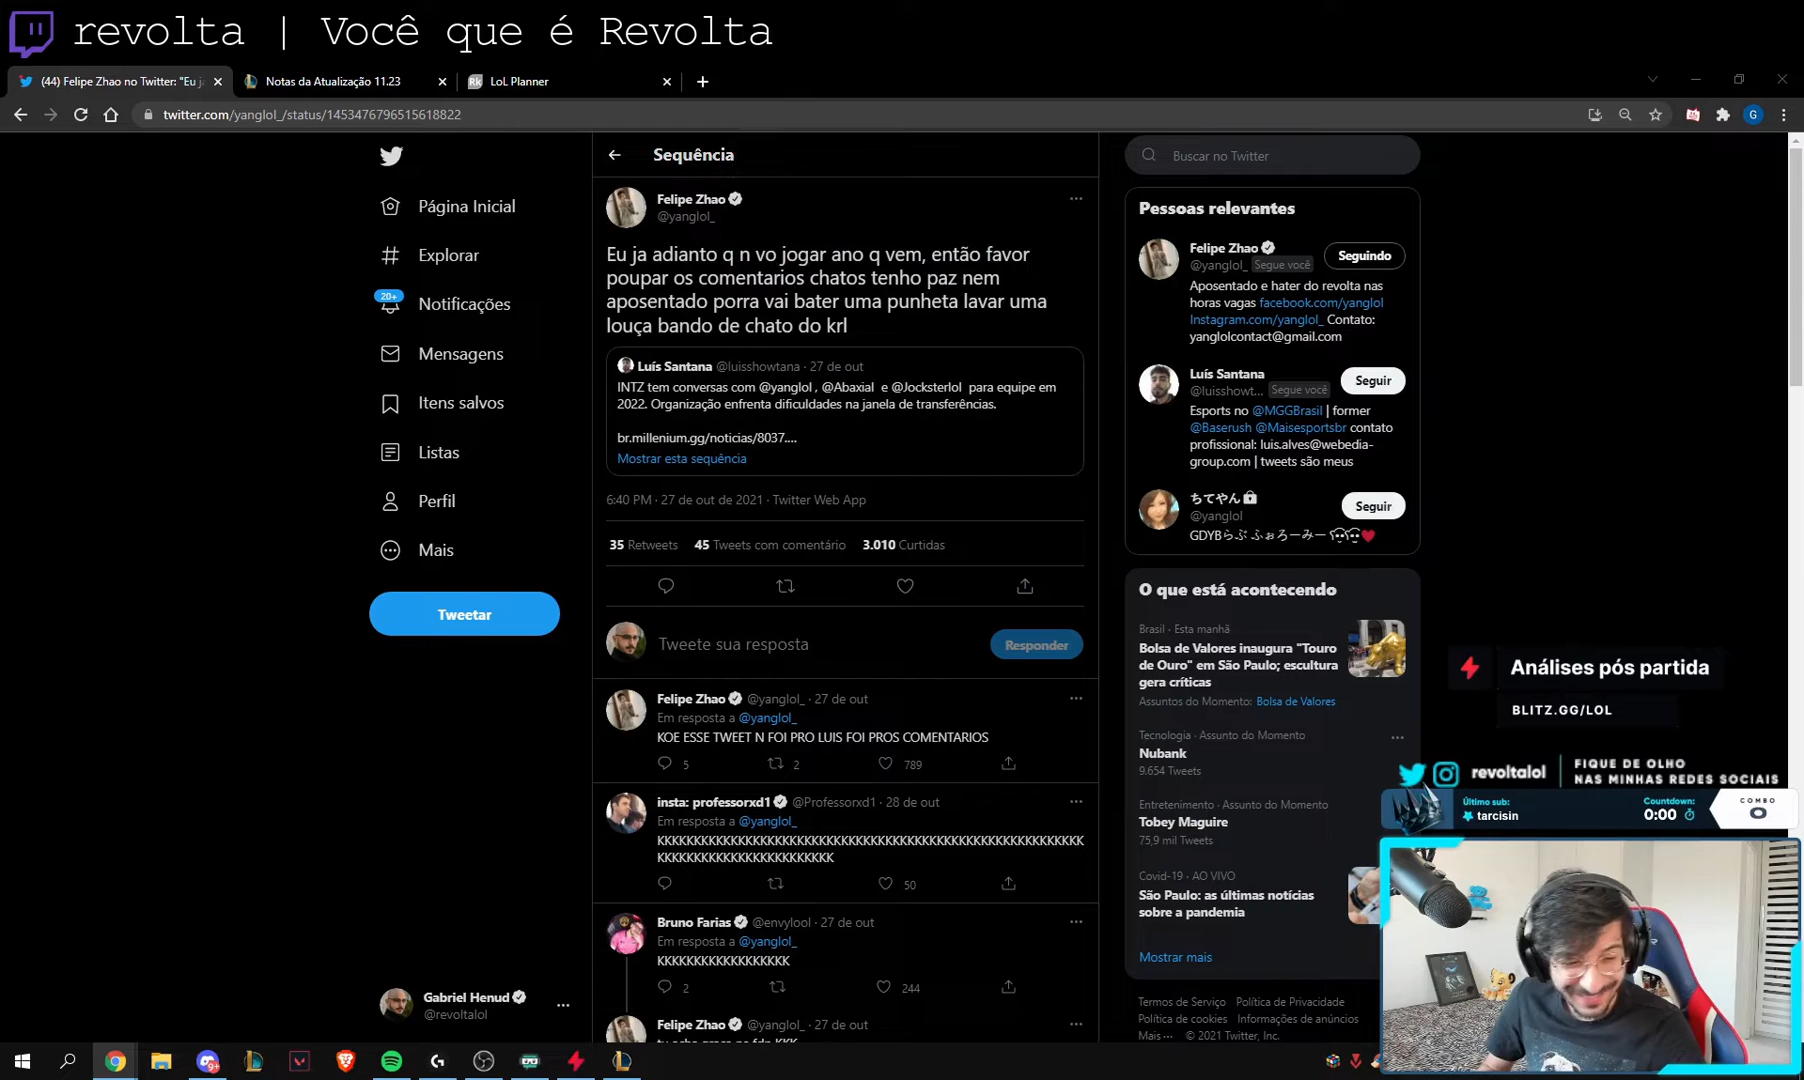 revolta | Você que é Revolta
(44) Felipe Zhao no Twitter: "Eu ja
Notas da Atualização 11.23
Rk LoL Planner
twitter.com/yanglol_/status/1453476796515618822
G
Página Inicial
Explorar
20+
Notificações
Mensagens
Itens salvos
Listas
Perfil
Mais
Tweetar
Gabriel Henud
@revoltalol
Sequência
Felipe Zhao
@yanglol_
Eu ja adianto q n vo jogar ano q vem, então favor
poupar os comentarios chatos tenho paz nem
aposentado porra vai bater uma punheta lavar uma
louça bando de chato do krl
Luís Santana @luisshowtana · 27 de out
INTZ tem conversas com @yanglol , @Abaxial e @Jocksterlol para equipe em
2022. Organização enfrenta dificuldades na janela de transferências.
br.millenium.gg/noticias/8037....
Mostrar esta sequência
6:40 PM · 27 de out de 2021 · Twitter Web App
35 Retweets 45 Tweets com comentário 3.010 Curtidas
Tweete sua resposta
Responder
Felipe Zhao @yanglol_ · 27 de out
Em resposta a @yanglol_
KOE ESSE TWEET N FOI PRO LUIS FOI PROS COMENTARIOS
5 2 789
insta: professorxd1 @Professorxd1 · 28 de out
Em resposta a @yanglol_
KKKKKKKKKKKKKKKKKKKKKKKKKKKKKKKKKKKKKKKKKKKKKKKKKKKKKKKKKKK
KKKKKKKKKKKKKKKKKKKKKKKK
50
Bruno Farias @envylool · 27 de out
Em resposta a @yanglol_
KKKKKKKKKKKKKKKKKK
2 244
Felipe Zhao @yanglol_ · 27 de out
Buscar no Twitter
Pessoas relevantes
Felipe Zhao
@yanglol_ Segue você
Seguindo
Aposentado e hater do revolta nas
horas vagas facebook.com/yanglol
Instagram.com/yanglol_ Contato:
yanglolcontact@gmail.com
Luís Santana
@luisshowt... Segue você
Seguir
Esports no @MGGBrasil | former
@Baserush @Maisesportsbr contato
profissional: luis.alves@webedia-
group.com | tweets são meus
ちてやん
@yanglol
Seguir
GDYBらぶ ふぉろーみー
O que está acontecendo
Brasil · Esta manhã
Bolsa de Valores inaugura "Touro
de Ouro" em São Paulo; escultura
gera críticas
Assuntos do Momento: Bolsa de Valores
Tecnologia · Assunto do Momento
Nubank
9.654 Tweets
Entretenimento · Assunto do Momento
Tobey Maguire
75,9 mil Tweets
Covid-19 · AO VIVO
São Paulo: as últimas notícias
sobre a pandemia
Mostrar mais
Termos de Serviço Política de Privacidade
Política de cookies Informações de anúncios
Mais ··· © 2021 Twitter, Inc.
Análises pós partida
BLITZ.GG/LOL
revoltalol
FIQUE DE OLHO
NAS MINHAS REDES SOCIAIS
Último sub:
tarcisin
Countdown:
0:00
COMBO
0
9+